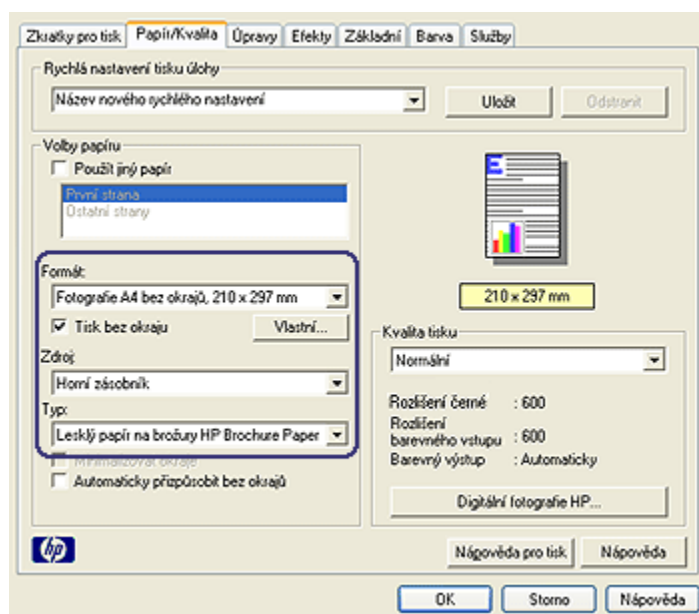 Zkratky pro tisk Papír/Kvalita Úpravy Efekty Základní Barva Služby
Rychlá nastavení tisku úlohy
Název nového rychlého nastavení Uložit Odstranit
Volby papíru
Použít jiný papír
První strana
Ostatní strany
E
Formát:
Fotografie A4 bez okrajů, 210 x 297 mm
Tisk bez okraju Vlastní...
Zdroj:
Horní zásobník
Typ:
Lesklý papír na brožury HP Brochure Paper
Minimalizovat okraje
Automaticky přizpůsobit bez okrajů
210 x 297 mm
Kvalita tisku
Normální
Rozlišení černé : 600
Rozlišení
barevného vstupu : 600
Barevný výstup : Automaticky
Digitální fotografie HP...
hp
Nápověda pro tisk Nápověda
OK Storno Nápověda